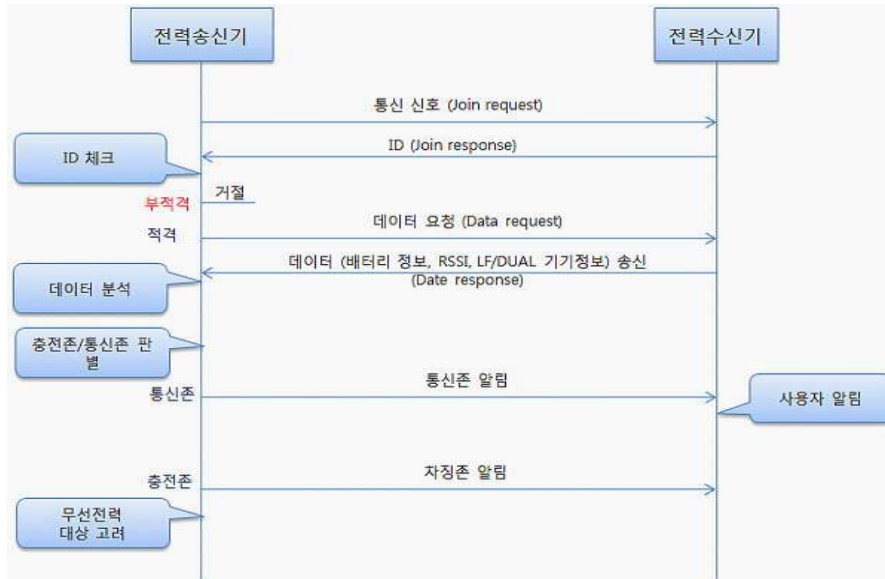 전력송신기
전력수신기
통신 신호 (Join request)
ID (Join response)
ID 체크
거절
부적격
데이터 요청 (Data request)
적격
데이터 (배터리 정보, RSSI, LF/DUAL 기기정보) 송신
(Date response)
데이터 분석
충전존/통신존 판
별
통신존 알림
통신존
사용자 알림
차징존 알림
충전존
무선전력
대상 고려